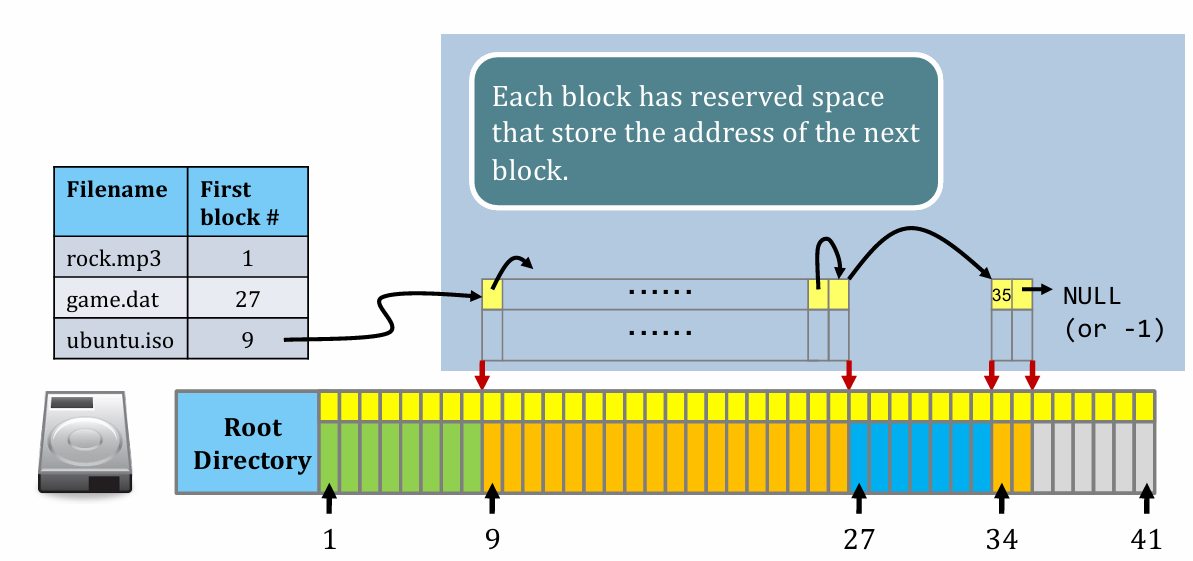 Each block has reserved space
that store the address of the next
block.
Filename First
block #
rock.mp3 1
game.dat 27
ubuntu.iso 9
......
......
35
NULL
(or -1)
Root
Directory
1 9 27 34 41